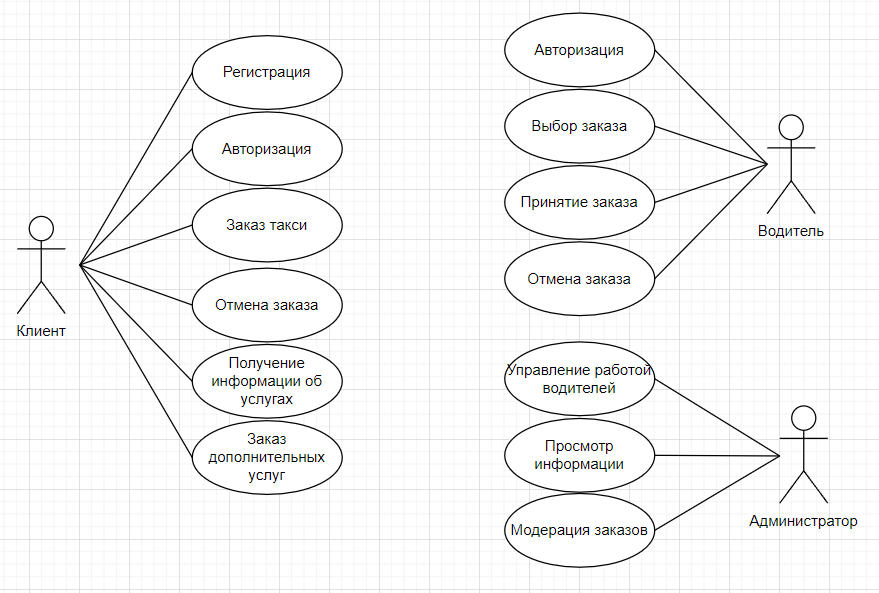 Регистрация
Авторизация
Заказ такси
Отмена заказа
Получение
информации об
услугах
Заказ
дополнительных
услуг
Клиент
Авторизация
Выбор заказа
Принятие заказа
Отмена заказа
Водитель
Управление работой
водителей
Просмотр
информации
Модерация заказов
Администратор